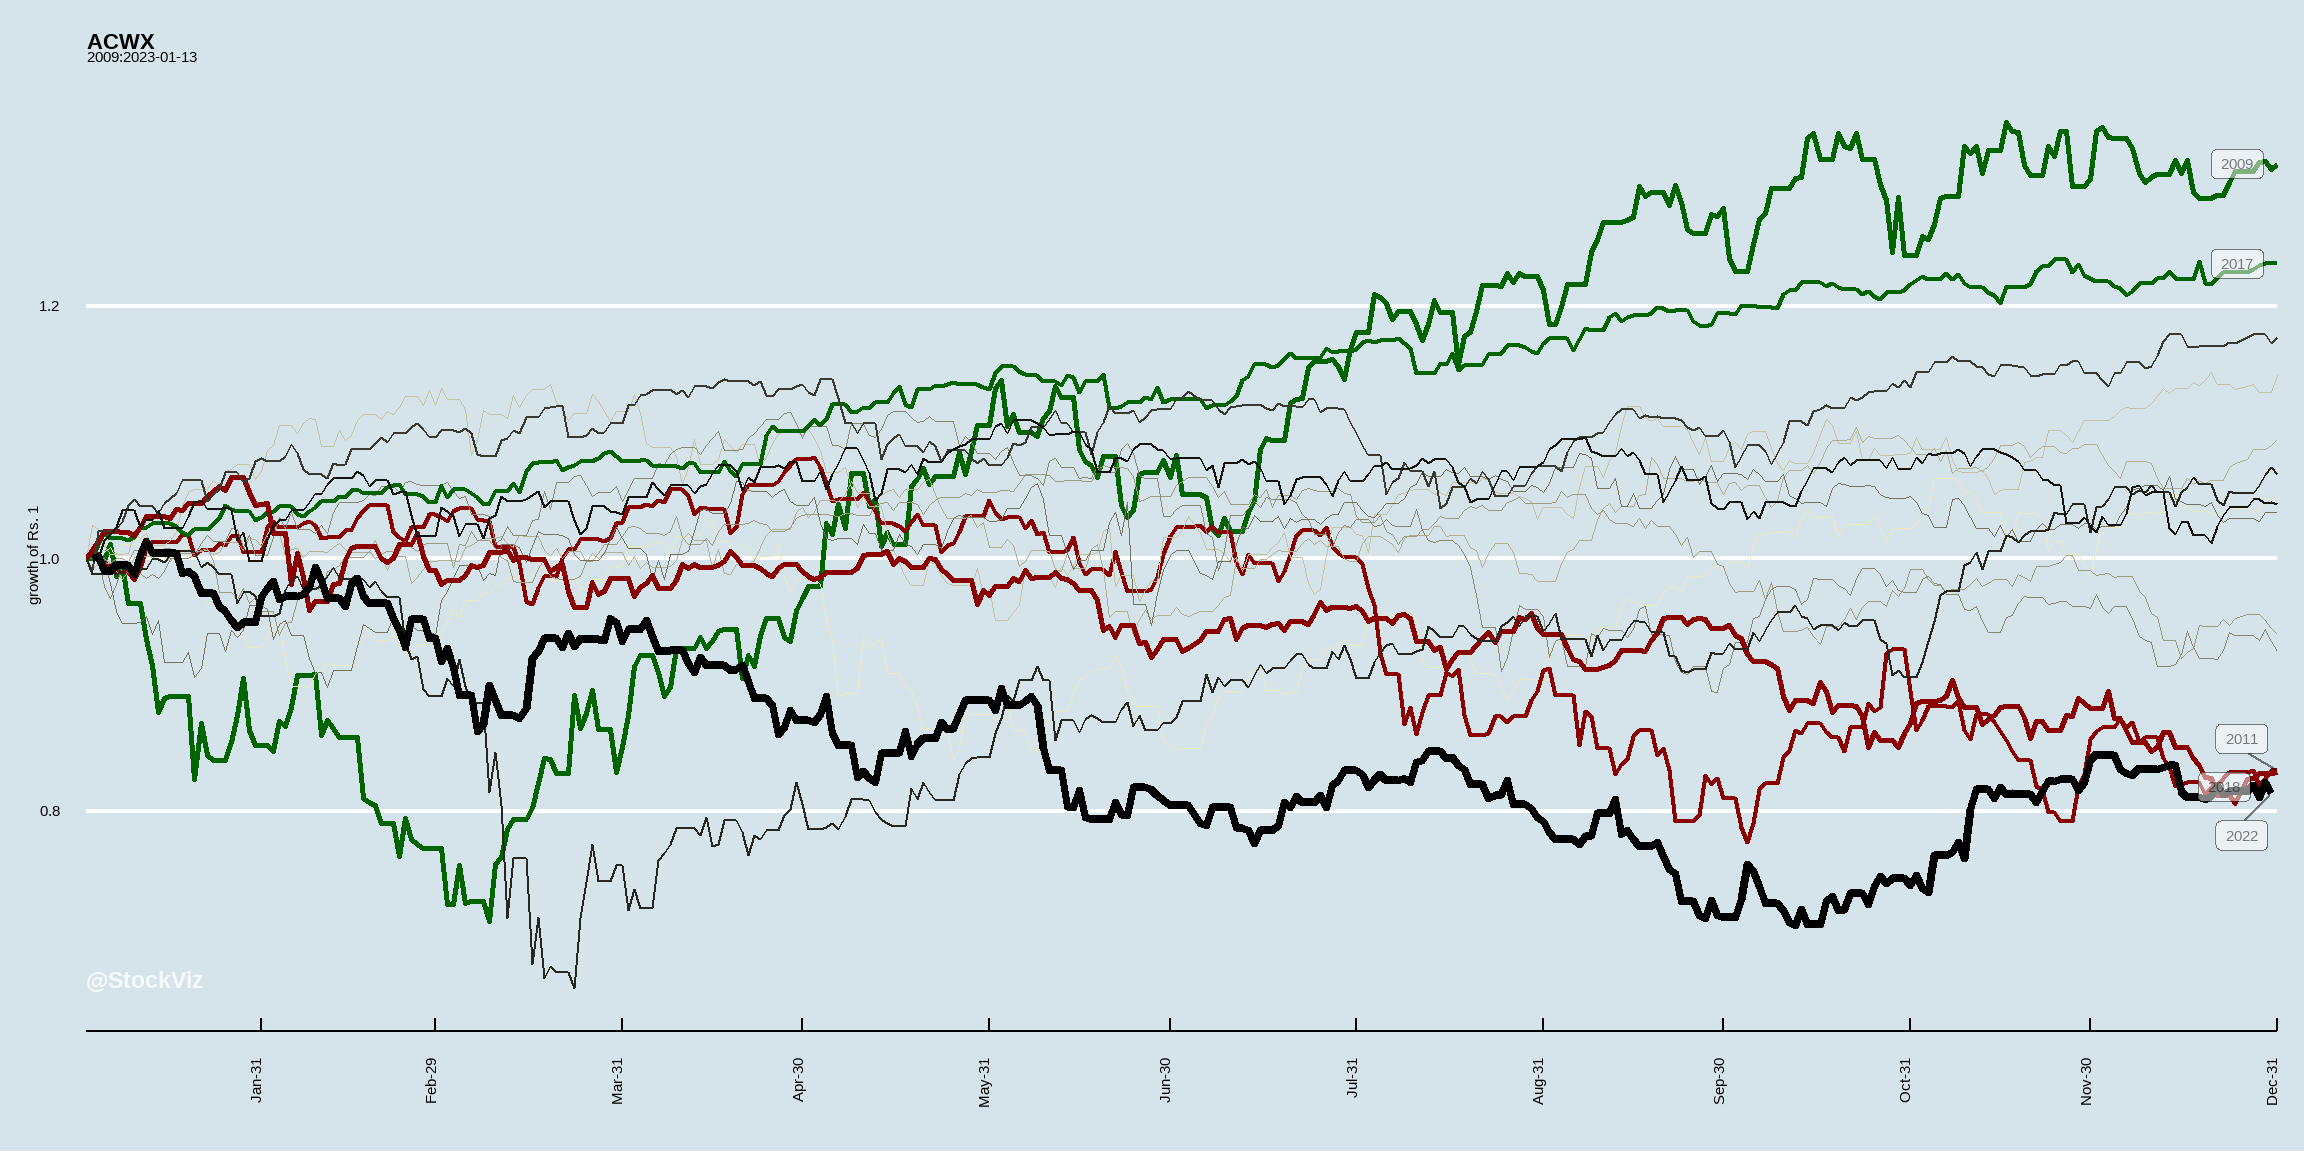 ACWX
2009:2023-01-13
growth of Rs. 1
1.2
1.0
0.8
2009
2017
2011
2018
2022
@StockViz
Jan-31
Feb-29
Mar-31
Apr-30
May-31
Jun-30
Jul-31
Aug-31
Sep-30
Oct-31
Nov-30
Dec-31